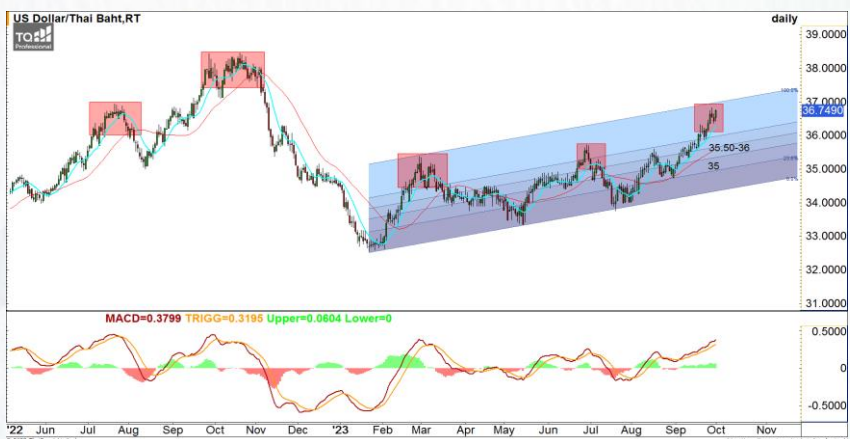 US Dollar/Thai Baht,RT
daily
TQ
Professional
39.0000
38.0000
37.0000
36.7490
36.0000
35.0000
34.0000
33.0000
32.0000
31.0000
100.0%
35.50-36
35
MACD=0.3799 TRIGG=0.3195 Upper=0.0604 Lower=0
0.5000
0
-0.5000
'22 Jun Jul Aug Sep Oct Nov Dec '23 Feb Mar Apr May Jun Jul Aug Sep Oct Nov